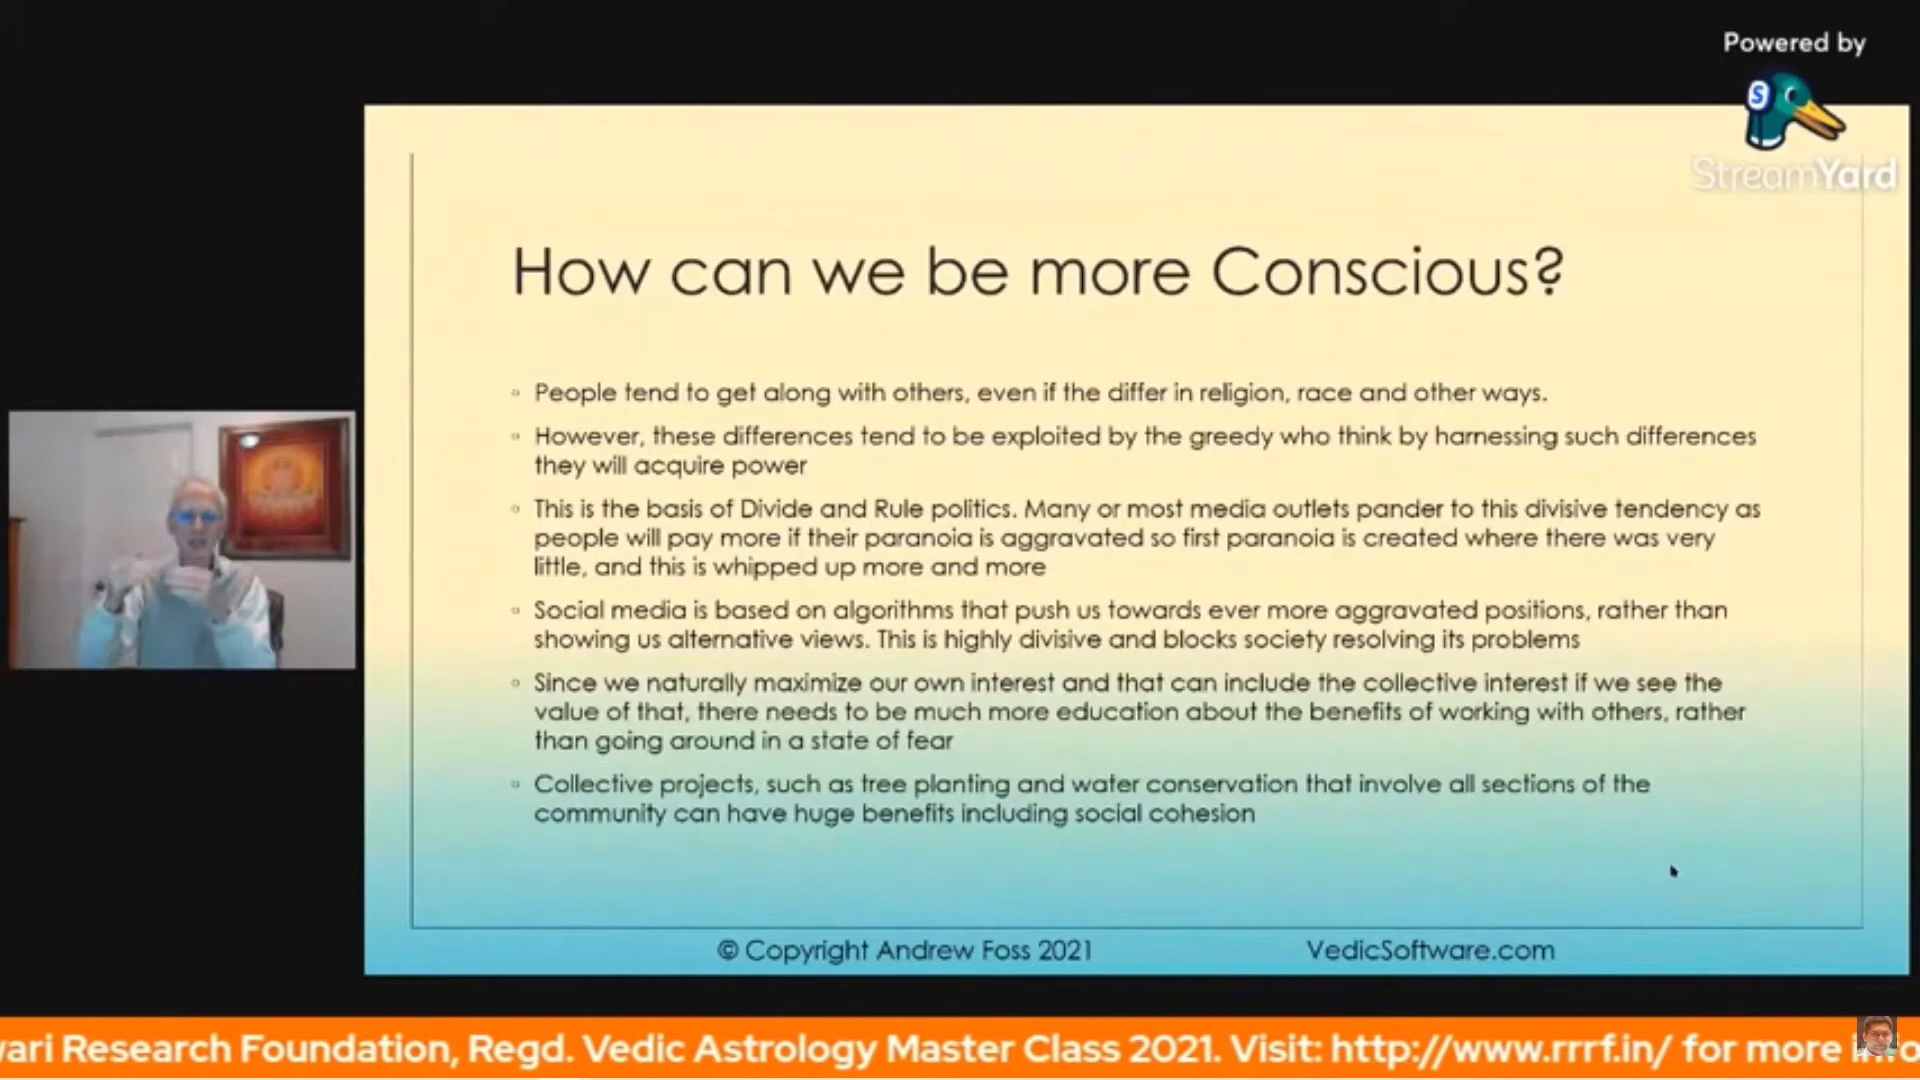 Powered by
S
StreamYard
How can we be more Conscious?
People tend to get along with others, even if the differ in religion, race and other ways.
However, these differences tend to be exploited by the greedy who think by harnessing such differences
they will acquire power
This is the basis of Divide and Rule politics. Many or most media outlets pander to this divisive tendency as
people will pay more if their paranoia is aggravated so first paranoia is created where there was very
little, and this is whipped up more and more
Social media is based on algorithms that push us towards ever more aggravated positions, rather than
showing us alternative views. This is highly divisive and blocks society resolving its problems
Since we naturally maximize our own interest and that can include the collective interest if we see the
value of that, there needs to be much more education about the benefits of working with others, rather
than going around in a state of fear
Collective projects, such as tree planting and water conservation that involve all sections of the
community can have huge benefits including social cohesion
© Copyright Andrew Foss 2021 VedicSoftware.com
Research Foundation, Regd. Vedic Astrology Master Class 2021. Visit: http://www.rrrf.in/ for more